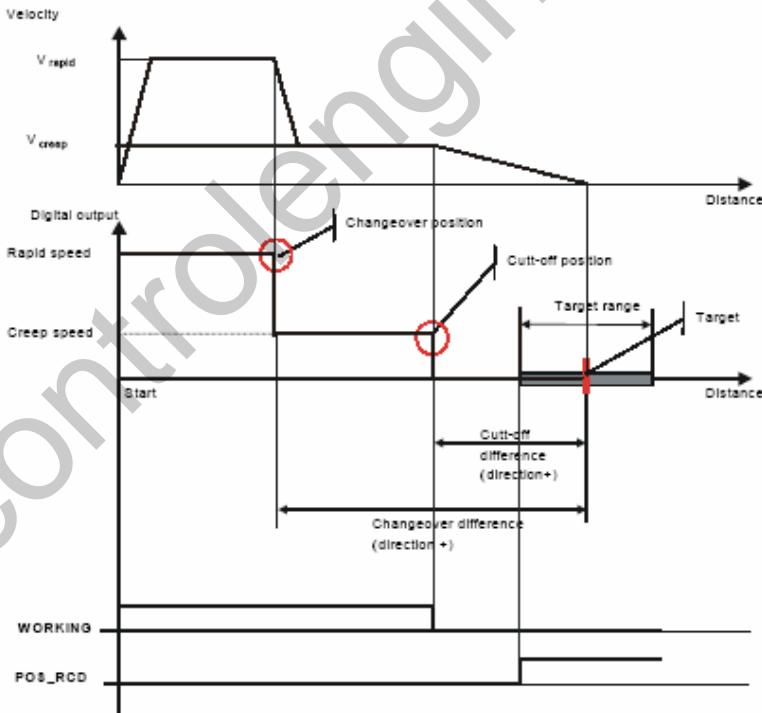 Velocity
V rapid
V creep
Distance
Digital output
Changeover position
Rapid speed
Cutt-off position
Target range
Target
Creep speed
Start
Distance
Cutt-off
difference
(direction+)
Changeover difference
(direction +)
WORKING
POS_RCD
controlengin